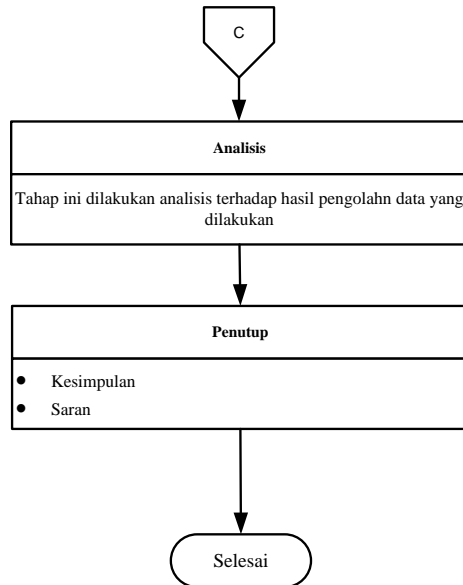 C
Analisis
Tahap ini dilakukan analisis terhadap hasil pengolahn data yang
dilakukan
Penutup
• Kesimpulan
• Saran
Selesai